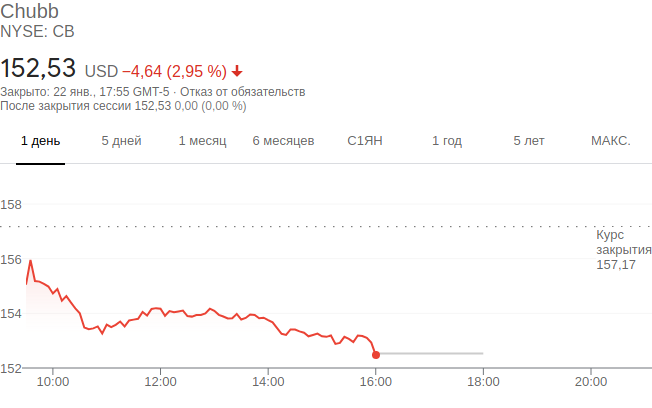 Chubb
NYSE: CB
152,53 USD −4,64 (2,95 %)
Закрыто: 22 янв., 17:55 GMT-5 · Отказ от обязательств
После закрытия сессии 152,53 0,00 (0,00 %)
1 день 5 дней 1 месяц 6 месяцев С1ЯН 1 год 5 лет МАКС.
158
Курс
закрытия
157,17
156
154
152
10:00 12:00 14:00 16:00 18:00 20:00